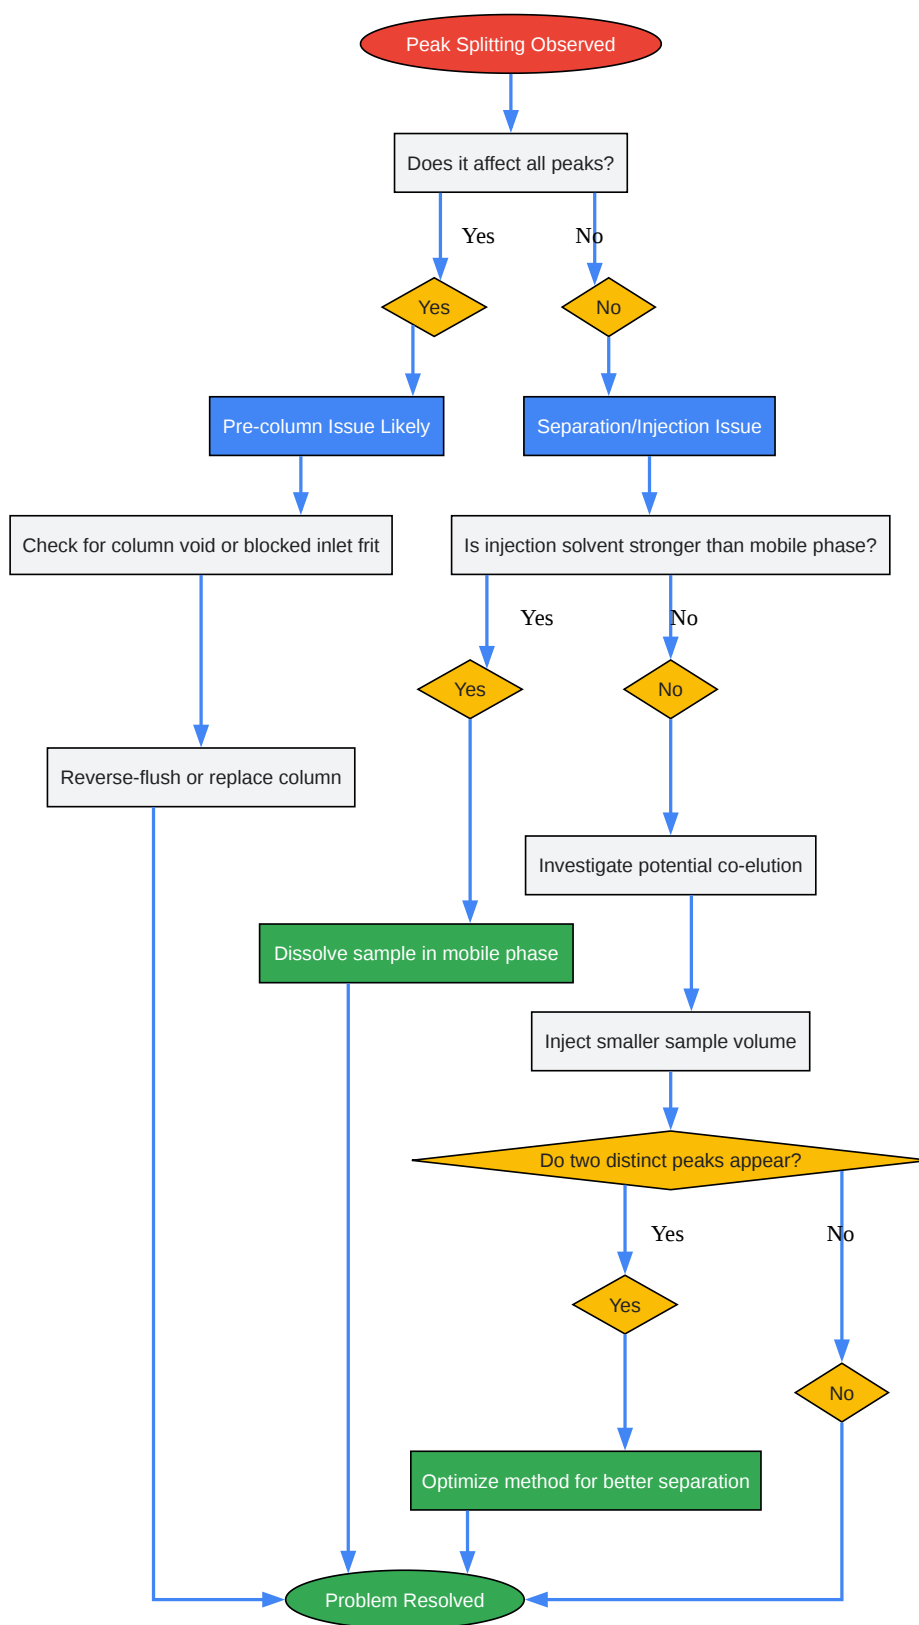 Peak Splitting Observed
Does it affect all peaks?
Yes
No
Yes
No
Pre-column Issue Likely
Separation/Injection Issue
Check for column void or blocked inlet frit
Is injection solvent stronger than mobile phase?
Yes
No
Yes
No
Reverse-flush or replace column
Investigate potential co-elution
Dissolve sample in mobile phase
Inject smaller sample volume
Do two distinct peaks appear?
Yes
No
Yes
No
Optimize method for better separation
Problem Resolved